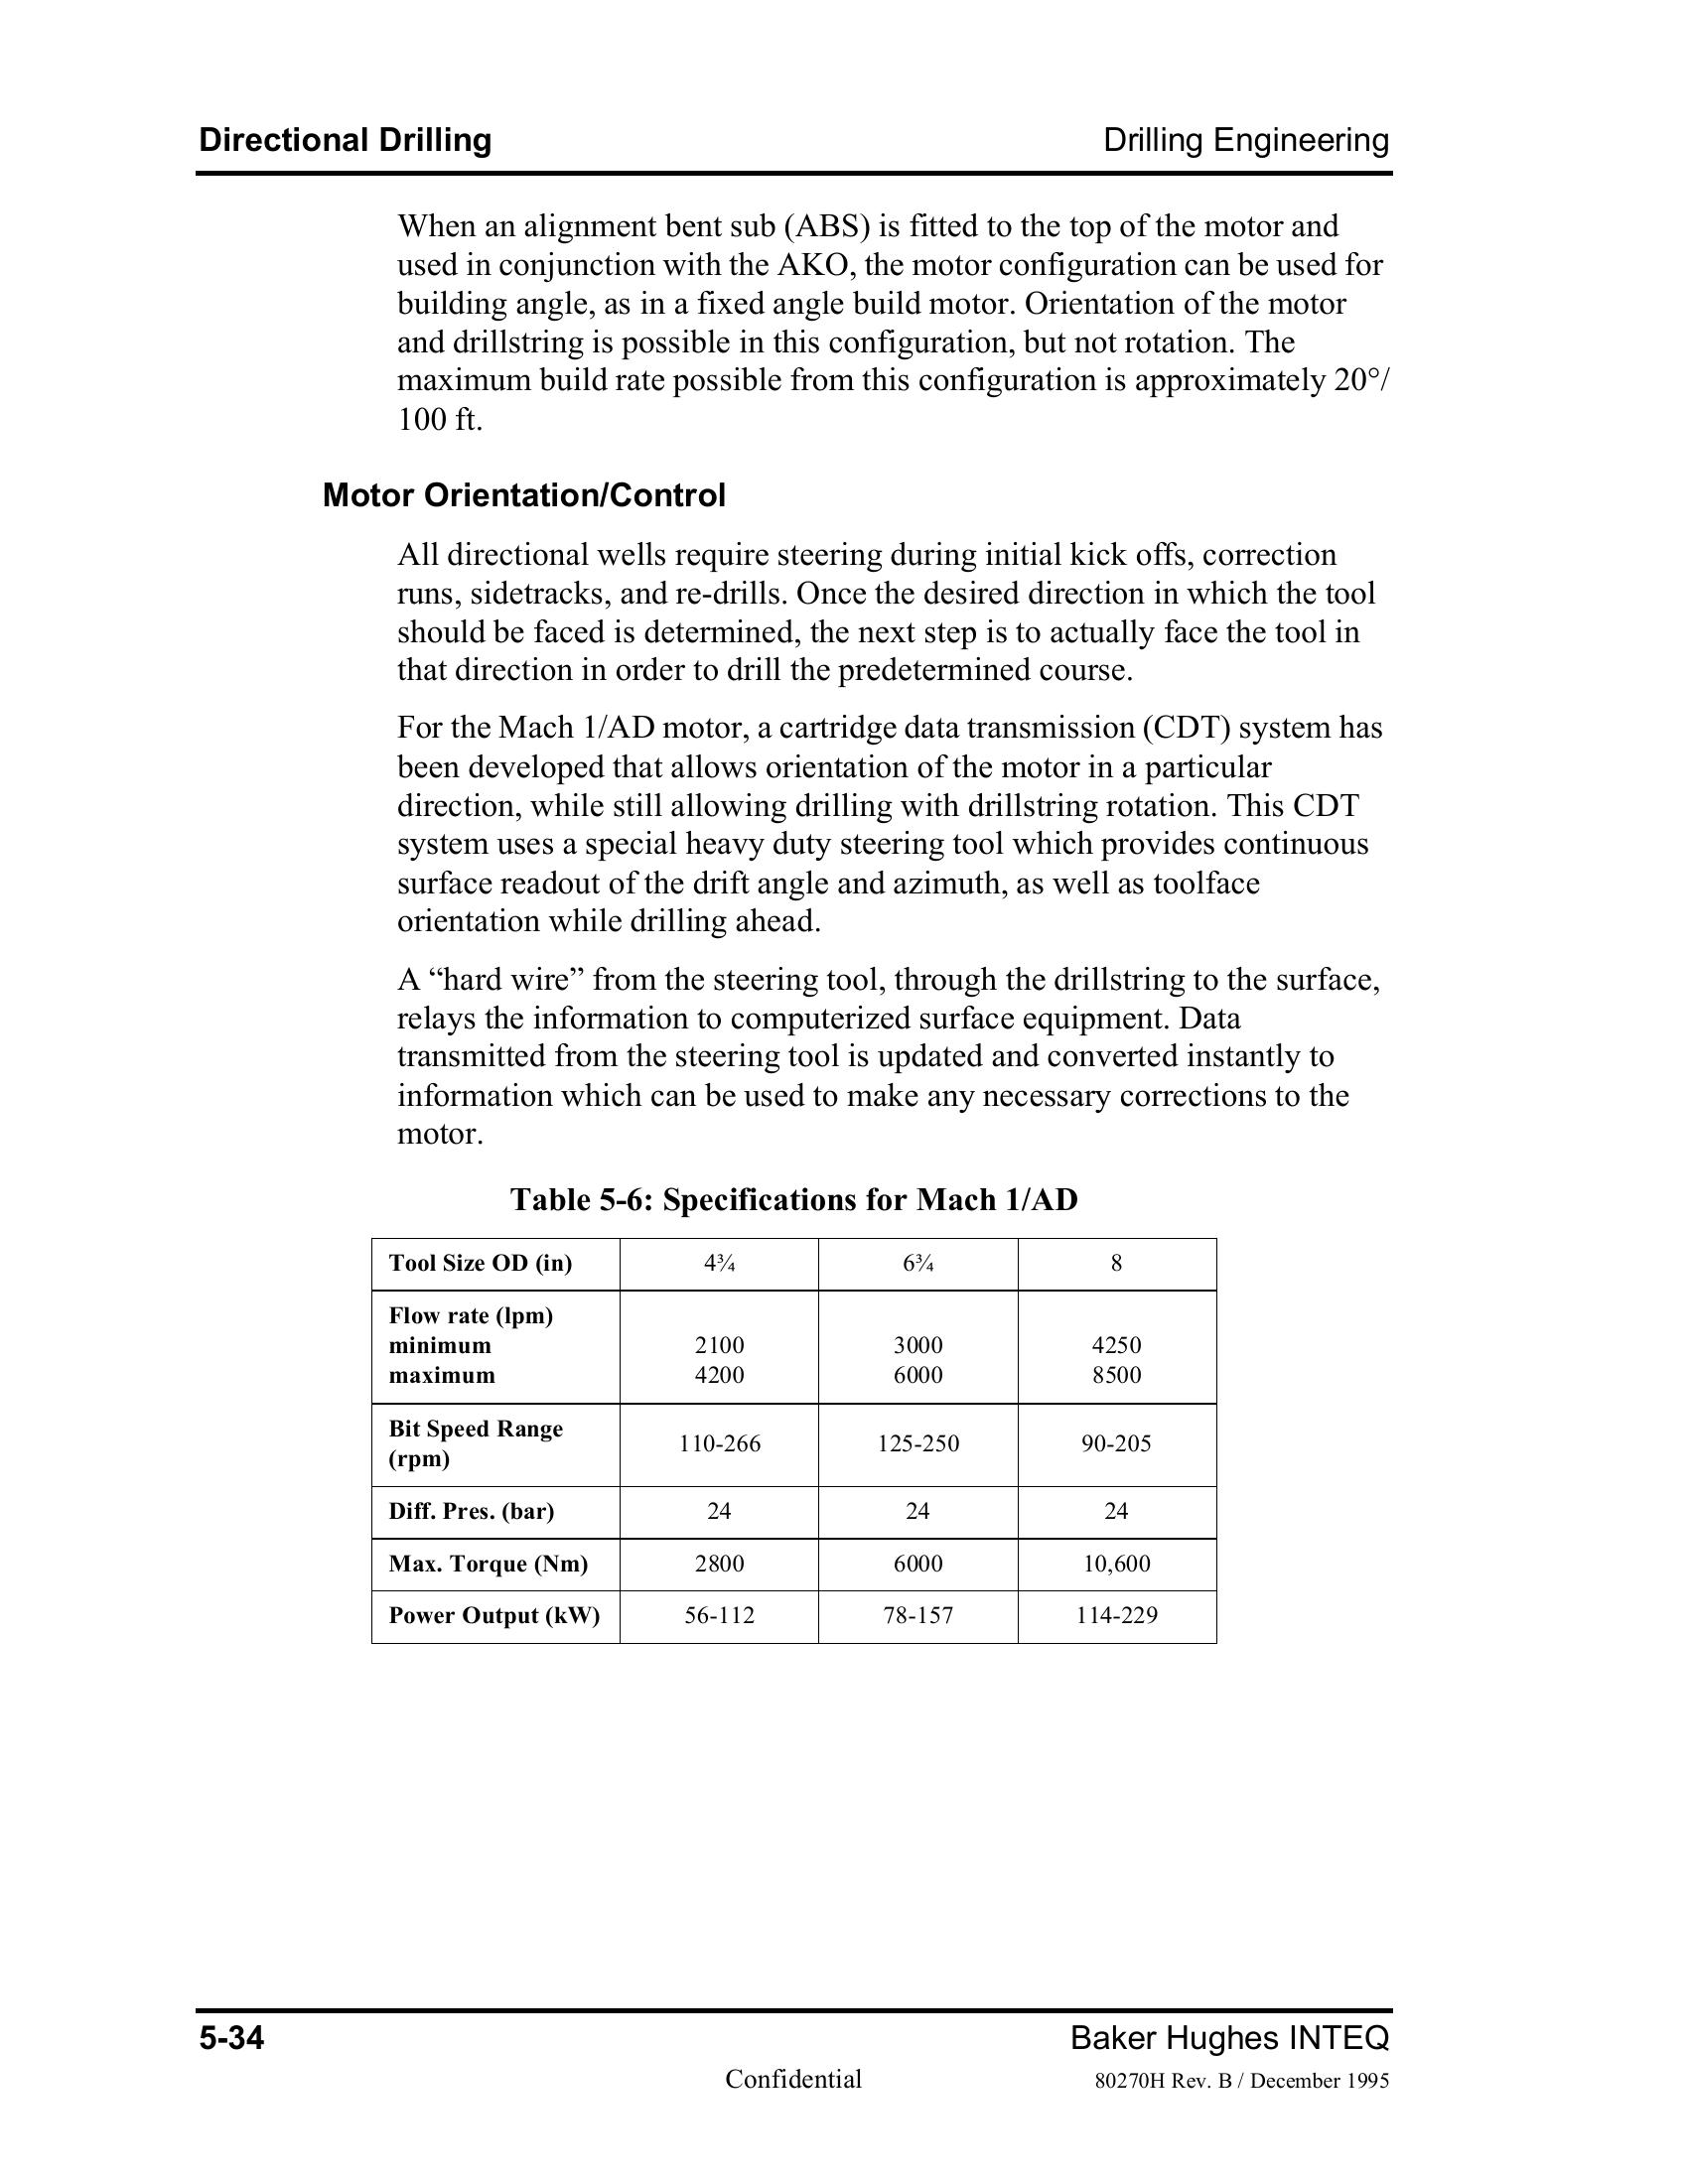 Directional Drilling
Drilling Engineering
When an alignment bent sub (ABS) is fitted to the top of the motor and
used in conjunction with the AKO, the motor configuration can be used for
building angle, as in a fixed angle build motor. Orientation of the motor
and drillstring is possible in this configuration, but not rotation. The
maximum build rate possible from this configuration is approximately 20°/
100 ft.
Motor Orientation/Control
All directional wells require steering during initial kick offs, correction
runs, sidetracks, and re-drills. Once the desired direction in which the tool
should be faced is determined, the next step is to actually face the tool in
that direction in order to drill the predetermined course.
For the Mach 1/AD motor, a cartridge data transmission (CDT) system has
been developed that allows orientation of the motor in a particular
direction, while still allowing drilling with drillstring rotation. This CDT
system uses a special heavy duty steering tool which provides continuous
surface readout of the drift angle and azimuth, as well as toolface
orientation while drilling ahead.
A “hard wire” from the steering tool, through the drillstring to the surface,
relays the information to computerized surface equipment. Data
transmitted from the steering tool is updated and converted instantly to
information which can be used to make any necessary corrections to the
motor.
Table 5-6: Specifications for Mach 1/AD
Tool Size OD (in) 4¾ 6¾ 8
Flow rate (lpm)
minimum 2100 3000 4250
maximum 4200 6000 8500
Bit Speed Range
(rpm) 110-266 125-250 90-205
Diff. Pres. (bar) 24 24 24
Max. Torque (Nm) 2800 6000 10,600
Power Output (kW) 56-112 78-157 114-229
5-34
Baker Hughes INTEQ
Confidential
80270H Rev. B / December 1995